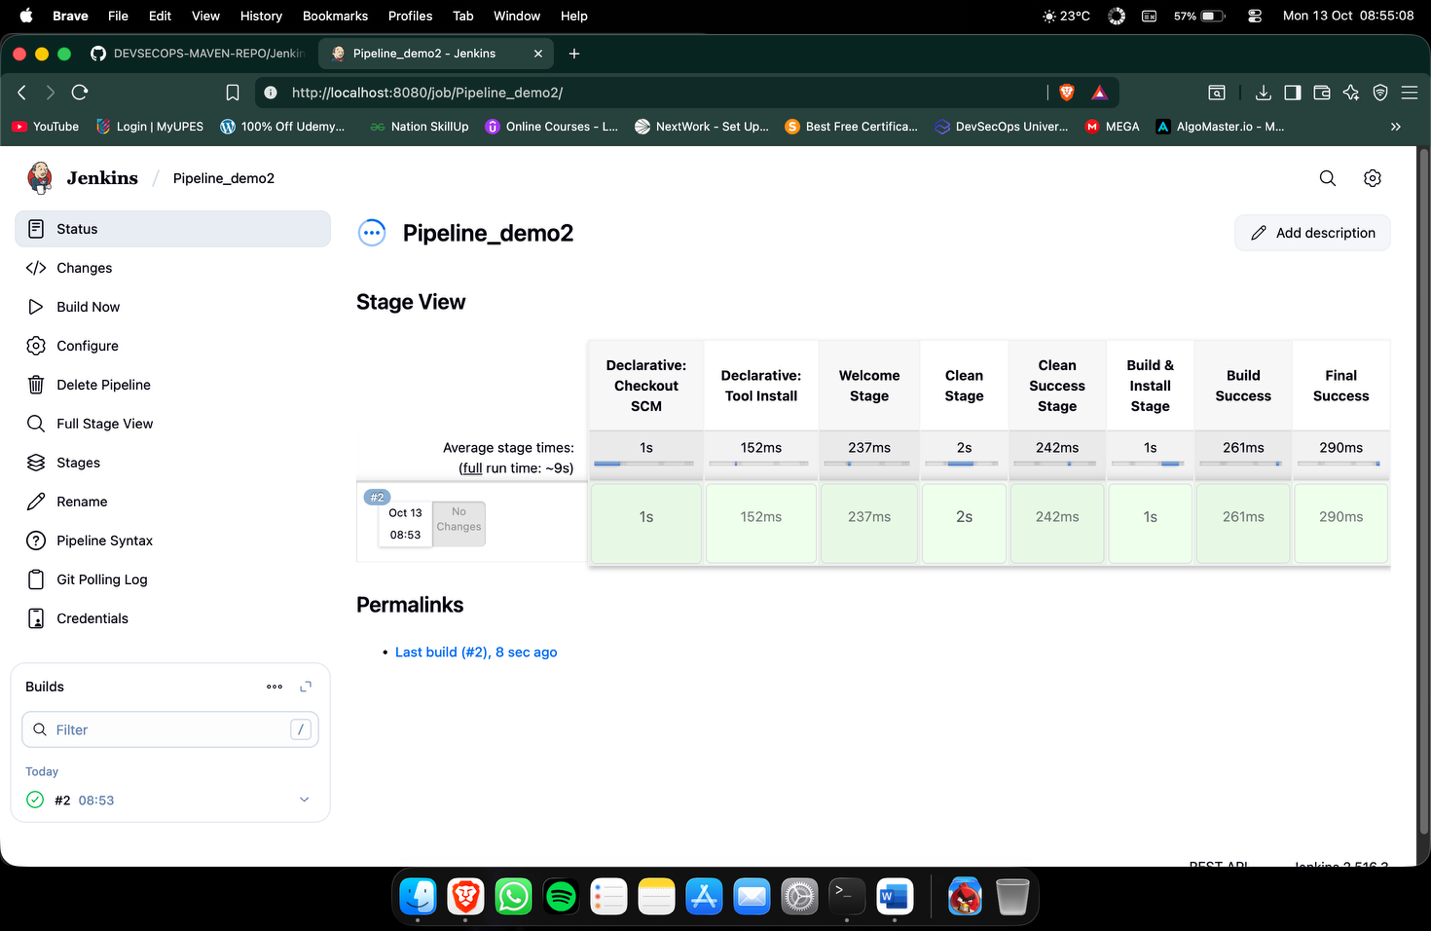 Brave File Edit View History Bookmarks Profiles Tab Window Help 23°C 57% Mon 13 Oct 08:55:08
DEVSECOPS-MAVEN-REPO/Jenkin Pipeline_demo2 - Jenkins
http://localhost:8080/job/Pipeline_demo2/
YouTube Login | MyUPES 100% Off Udemy... Nation SkillUp Online Courses - L... NextWork - Set Up... Best Free Certifica... DevSecOps Univer... MEGA AlgoMaster.io - M... »
Jenkins / Pipeline_demo2
Status
Changes
Build Now
Configure
Delete Pipeline
Full Stage View
Stages
Rename
Pipeline Syntax
Git Polling Log
Credentials
Builds
Filter /
Today
#2 08:53
Pipeline_demo2
Add description
Stage View
Declarative: Checkout SCM
Declarative: Tool Install
Welcome Stage
Clean Stage
Clean Success Stage
Build & Install Stage
Build Success
Final Success
Average stage times: 1s 152ms 237ms 2s 242ms 1s 261ms 290ms
(full run time: ~9s)
#2
Oct 13
08:53
No Changes
1s 152ms 237ms 2s 242ms 1s 261ms 290ms
Permalinks
• Last build (#2), 8 sec ago
REST API Jenkins 2.516.3